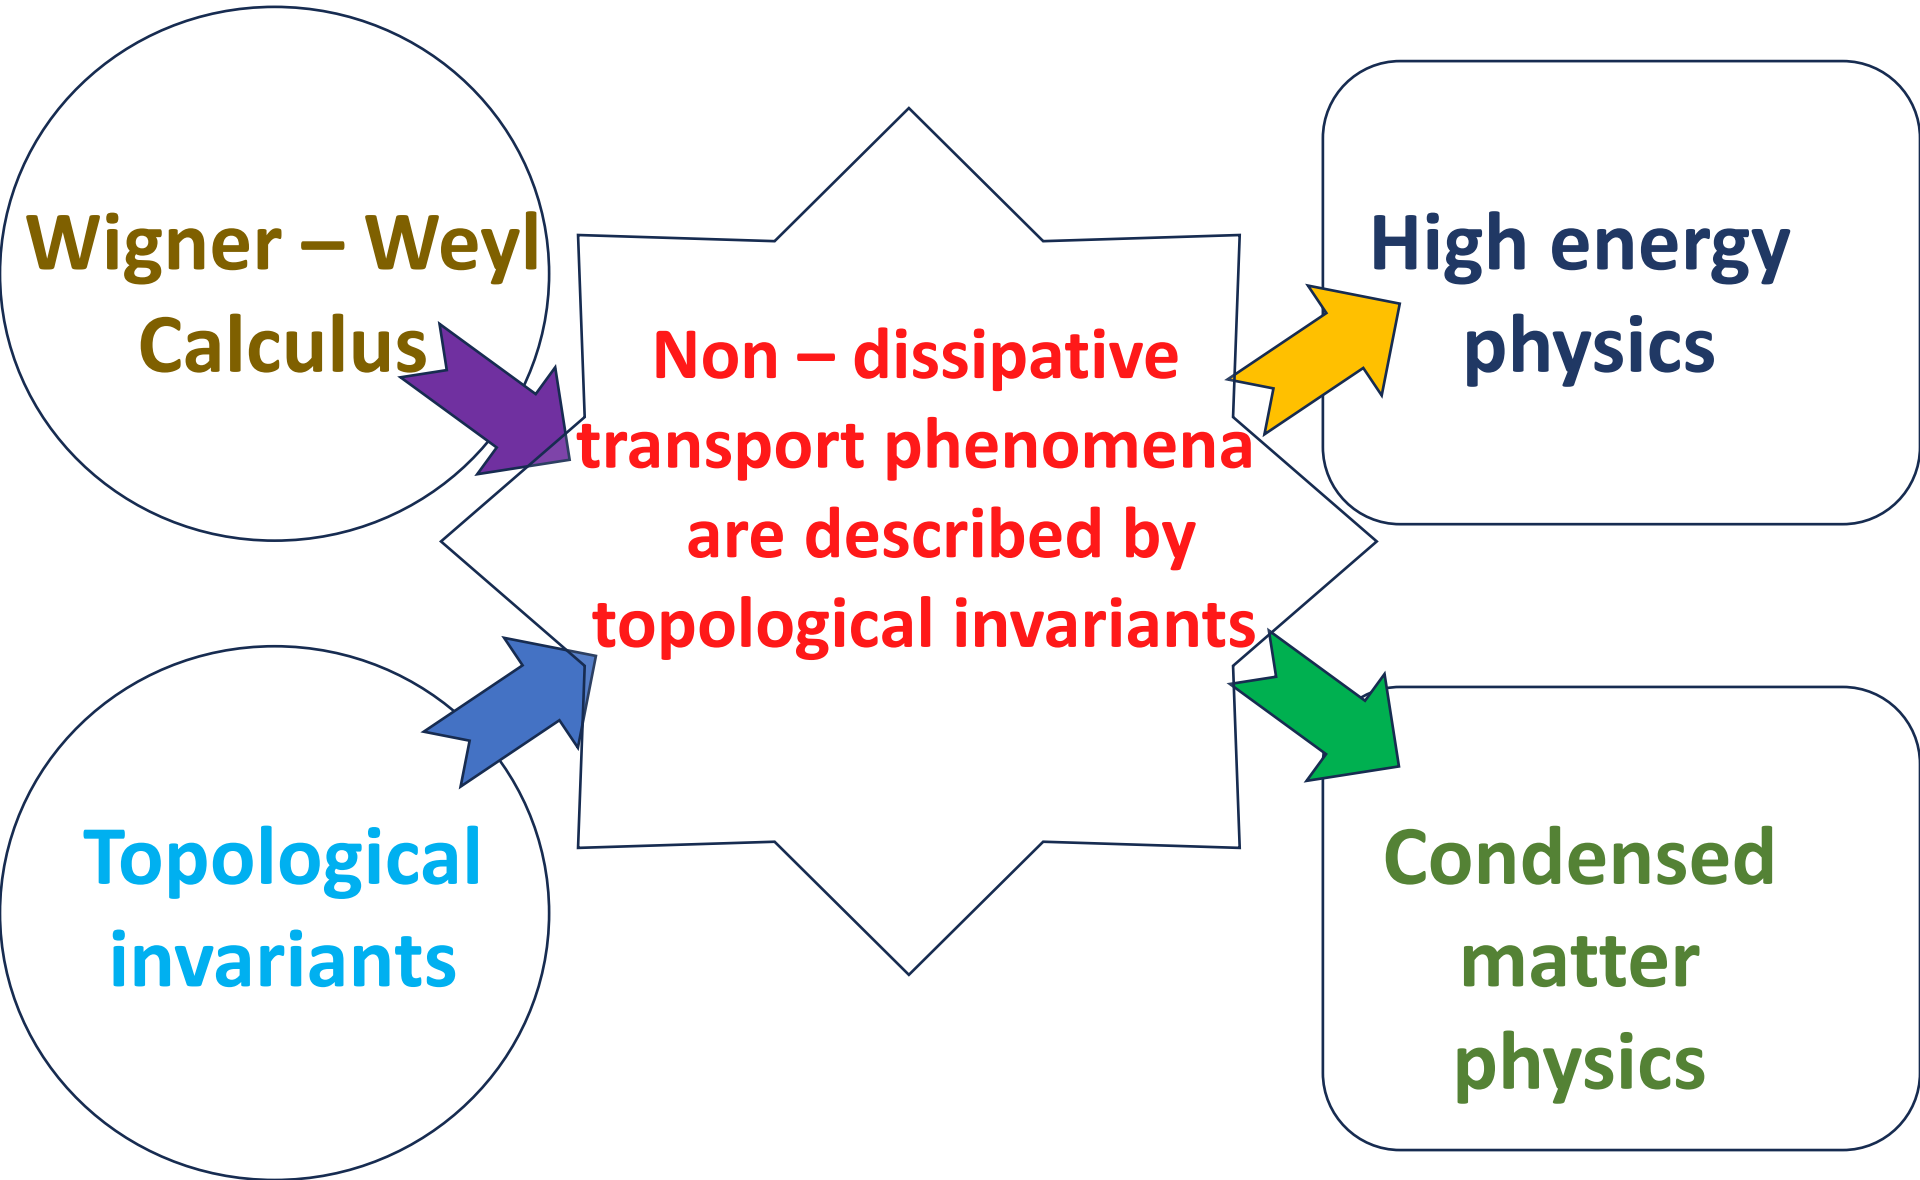 Wigner – Weyl
Calculus
Topological
invariants
Non – dissipative
transport phenomena
are described by
topological invariants
High energy
physics
Condensed
matter
physics